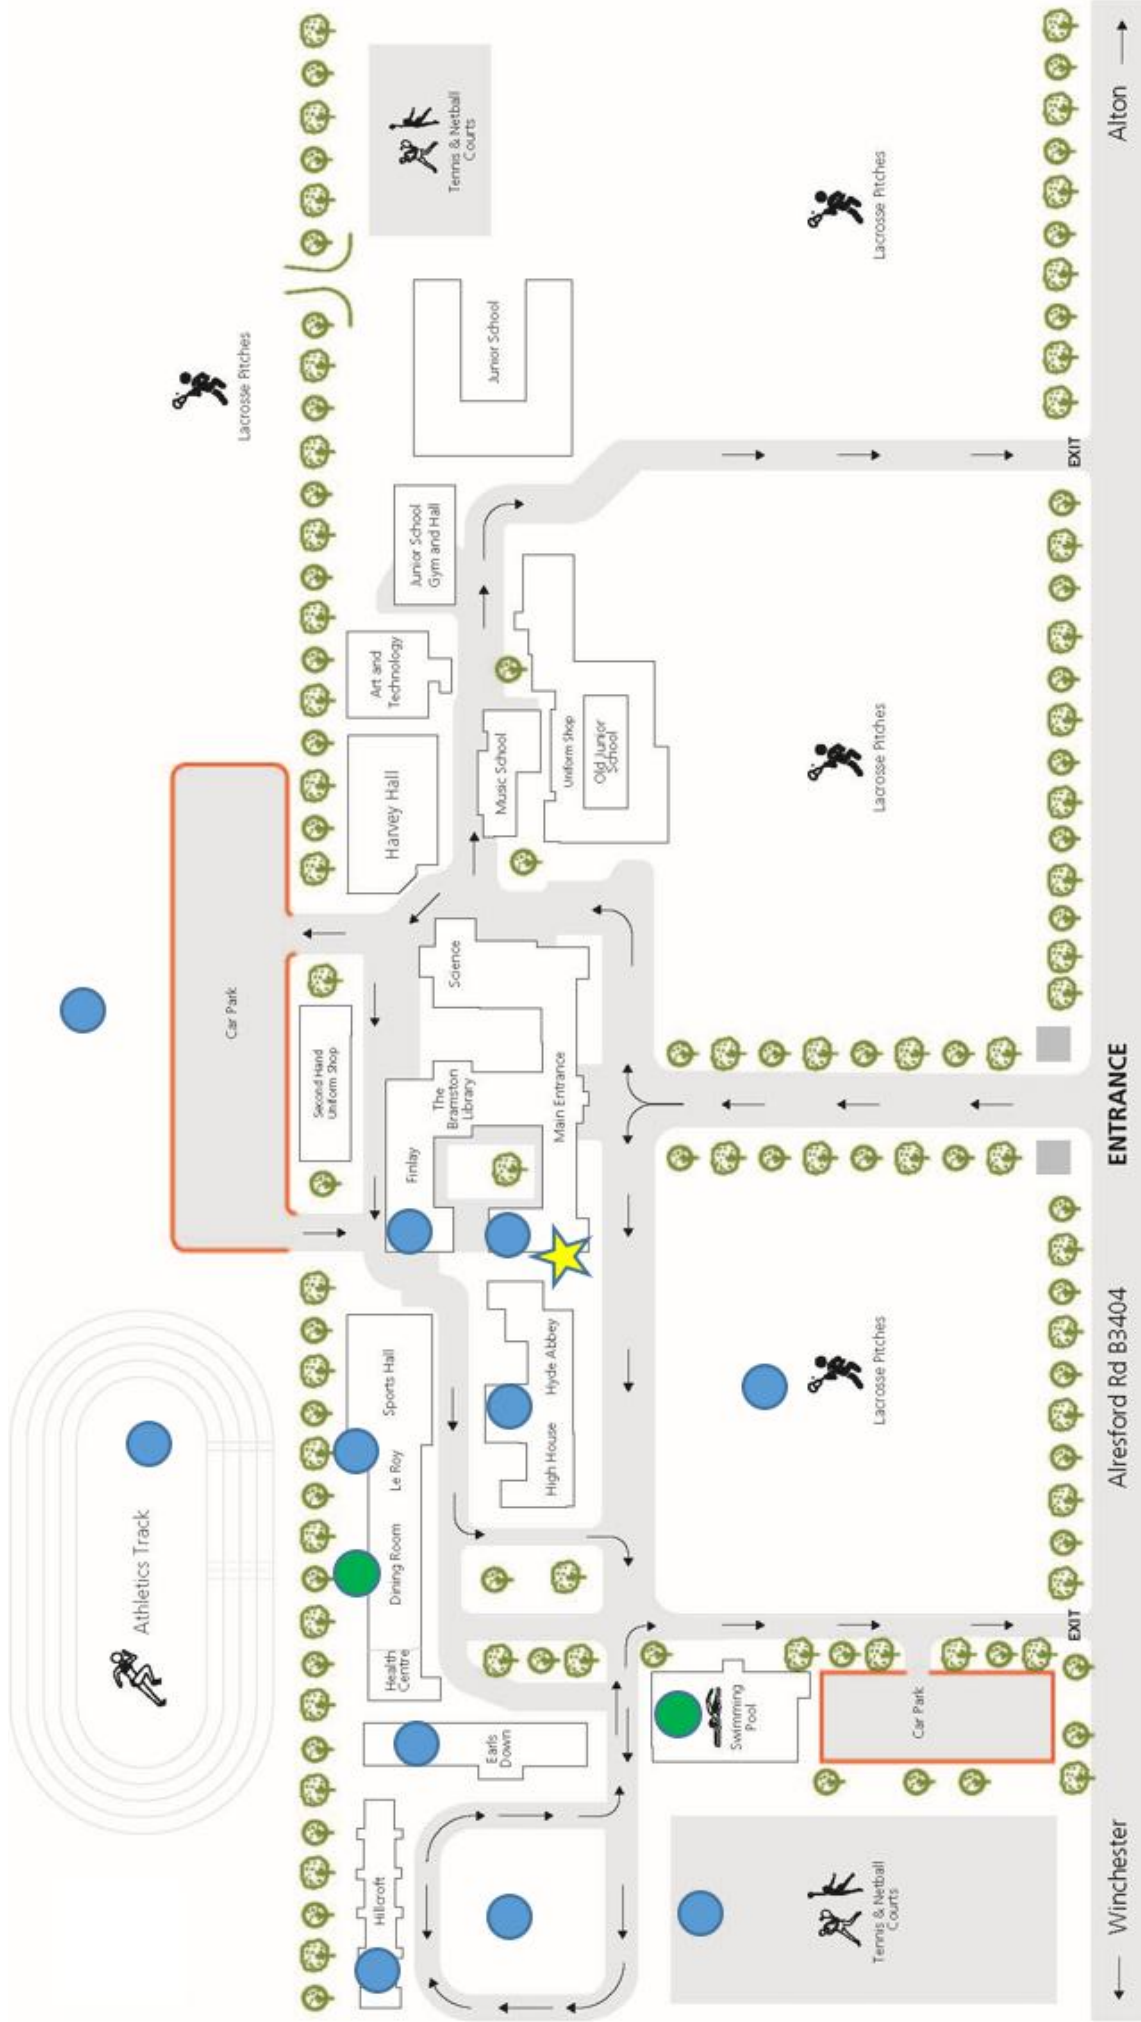 Athletics Track
Car Park
Lacrosse Pitches
Second Hand
Uniform Shop
Hillcroft
Health
Centre
Dining Room
Le Roy
Sports Hall
Finlay
The
Bramston
Library
Science
Harvey Hall
Art and
Technology
Junior School
Gym and Hall
Tennis & Netball
Courts
Earls
Down
High House
Hyde Abbey
Main Entrance
Music School
Uniform Shop
Old Junior
School
Junior School
Swimming
Pool
Tennis & Netball
Courts
Car Park
Lacrosse Pitches
Lacrosse Pitches
Lacrosse Pitches
EXIT
EXIT
Winchester
Alresford Rd B3404
ENTRANCE
Alton